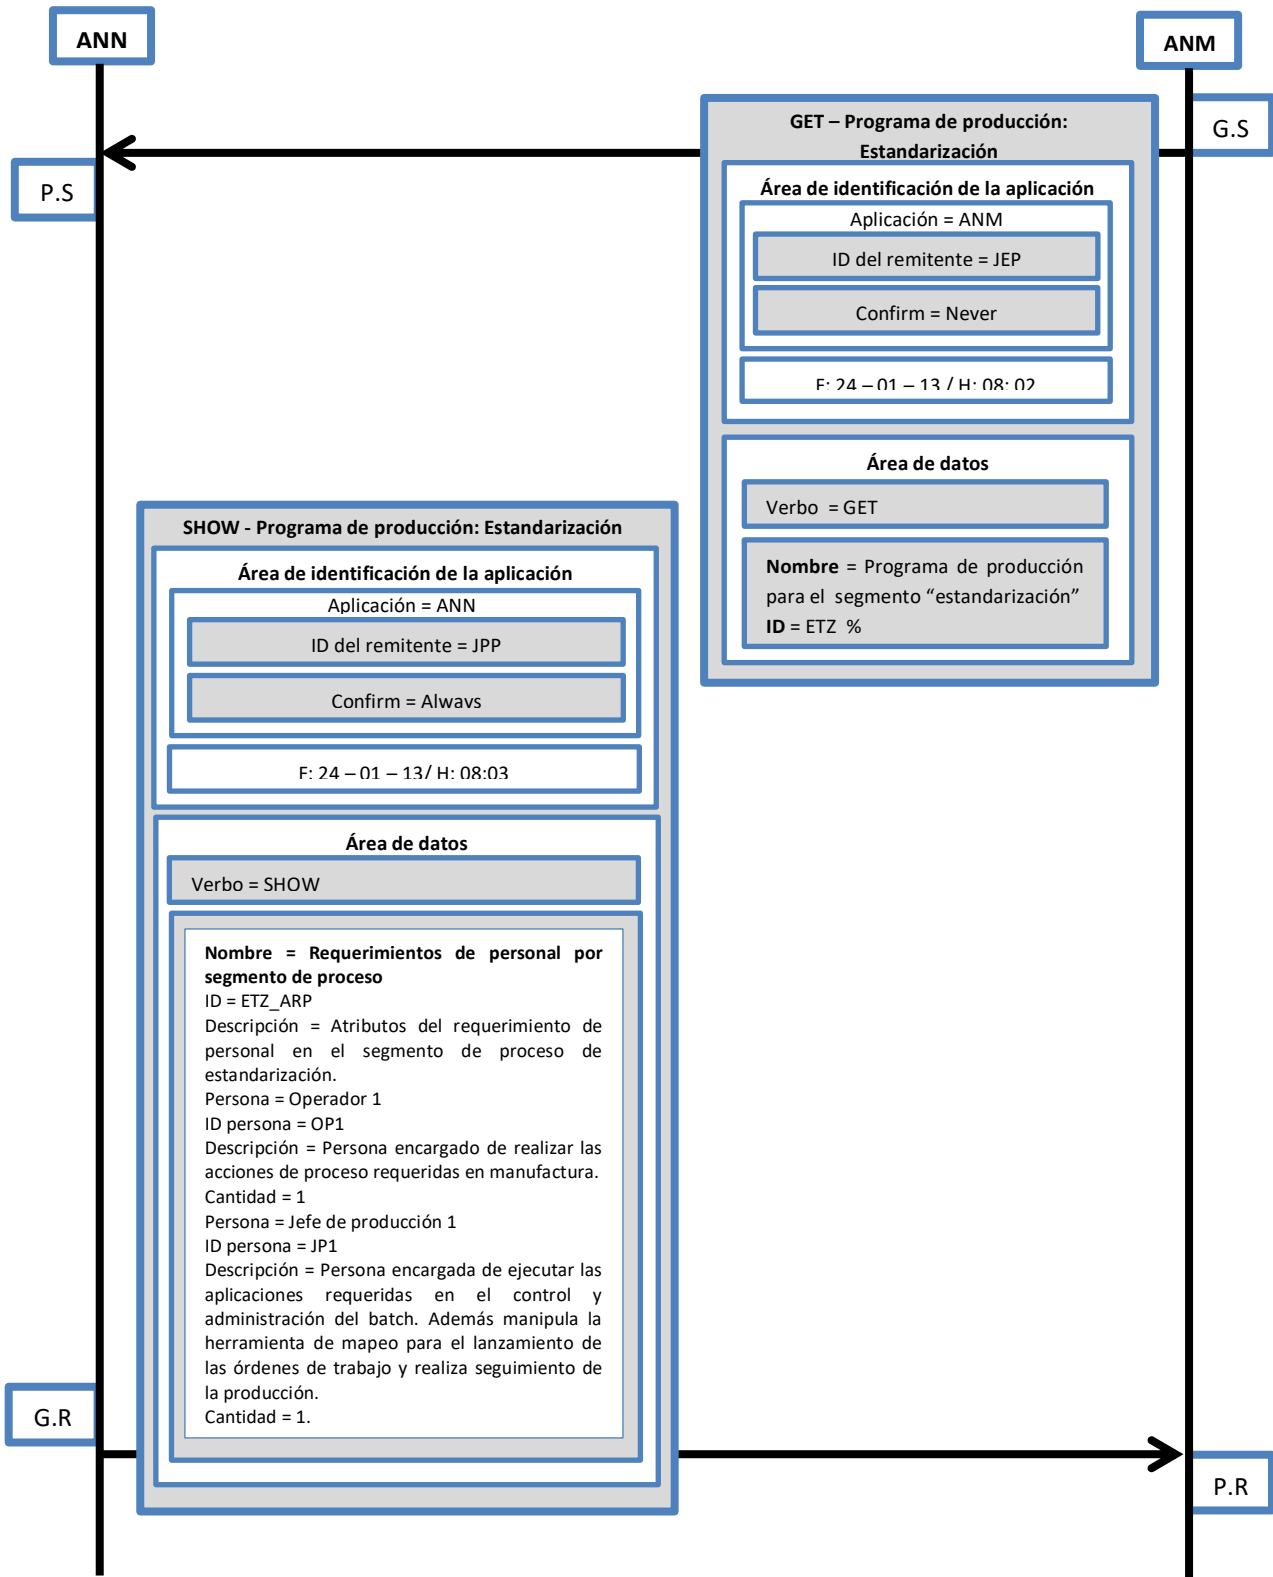 ANN
ANM
GET – Programa de producción:
Estandarización
G.S
P.S
Área de identificación de la aplicación
Aplicación = ANM
ID del remitente = JEP
Confirm = Never
F: 24 – 01 – 13 / H: 08: 02
Área de datos
Verbo = GET
Nombre = Programa de producción
para el segmento “estandarización”
ID = ETZ %
SHOW - Programa de producción: Estandarización
Área de identificación de la aplicación
Aplicación = ANN
ID del remitente = JPP
Confirm = Always
F: 24 – 01 – 13/ H: 08:03
Área de datos
Verbo = SHOW
Nombre = Requerimientos de personal por
segmento de proceso
ID = ETZ_ARP
Descripción = Atributos del requerimiento de
personal en el segmento de proceso de
estandarización.
Persona = Operador 1
ID persona = OP1
Descripción = Persona encargado de realizar las
acciones de proceso requeridas en manufactura.
Cantidad = 1
Persona = Jefe de producción 1
ID persona = JP1
Descripción = Persona encargada de ejecutar las
aplicaciones requeridas en el control y
administración del batch. Además manipula la
herramienta de mapeo para el lanzamiento de
las órdenes de trabajo y realiza seguimiento de
la producción.
Cantidad = 1.
G.R
P.R